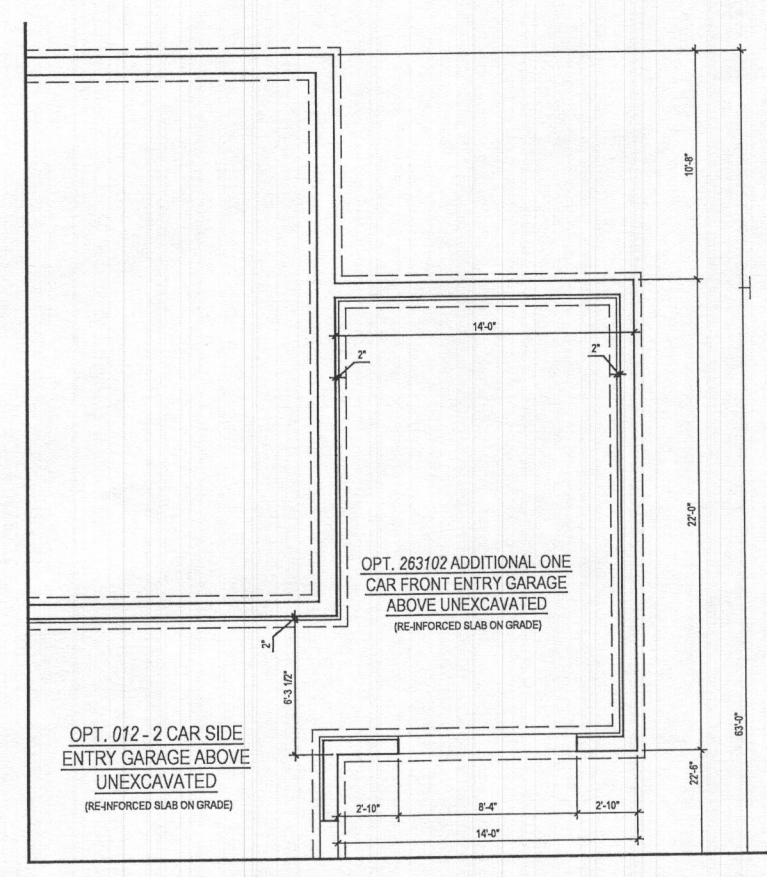 10'-8"
14'-0"
2"
2"
22'-0"
OPT. 263102 ADDITIONAL ONE
CAR FRONT ENTRY GARAGE
ABOVE UNEXCAVATED
(RE-INFORCED SLAB ON GRADE)
2"
6'-3 1/2"
63'-0"
OPT. 012 - 2 CAR SIDE
ENTRY GARAGE ABOVE
UNEXCAVATED
(RE-INFORCED SLAB ON GRADE)
22'-6"
2'-10"
8'-4"
2'-10"
14'-0"